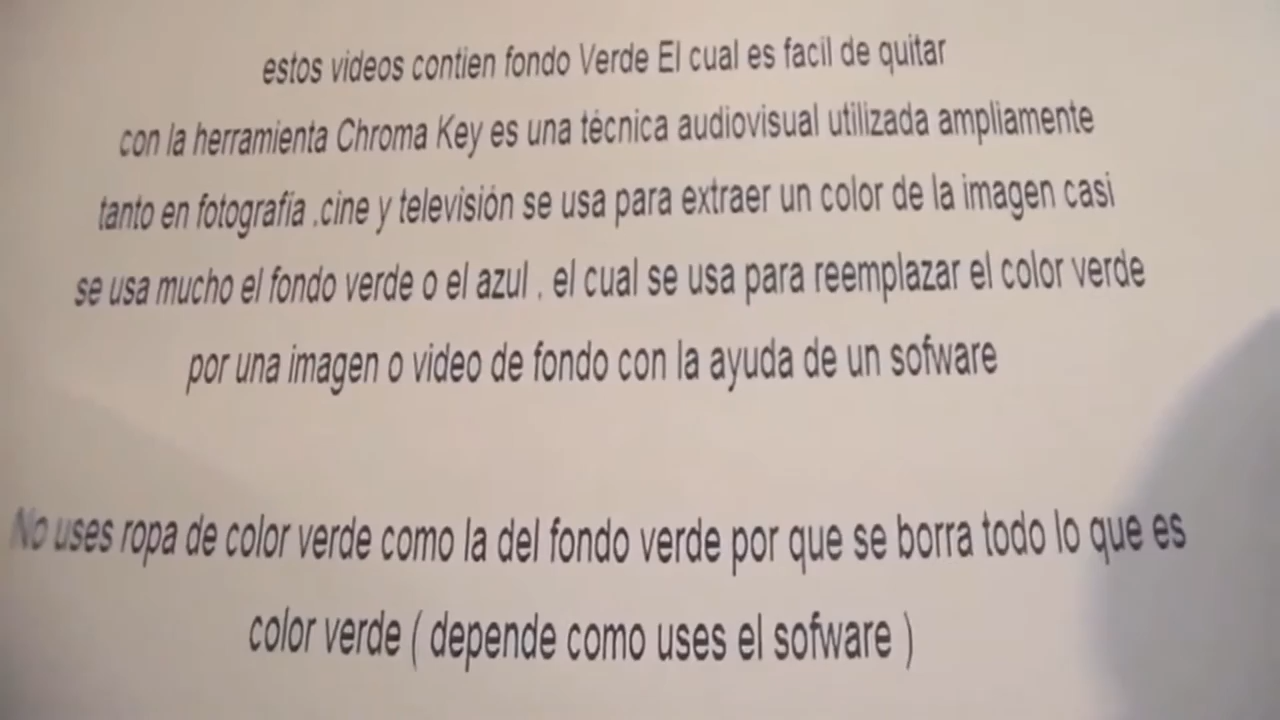 estos videos contien fondo Verde El cual es facil de quitar
con la herramienta Chroma Key es una técnica audiovisual utilizada ampliamente
tanto en fotografía .cine y televisión se usa para extraer un color de la imagen casi
se usa mucho el fondo verde o el azul . el cual se usa para reemplazar el color verde
por una imagen o video de fondo con la ayuda de un sofware
No uses ropa de color verde como la del fondo verde por que se borra todo lo que es
color verde ( depende como uses el sofware )